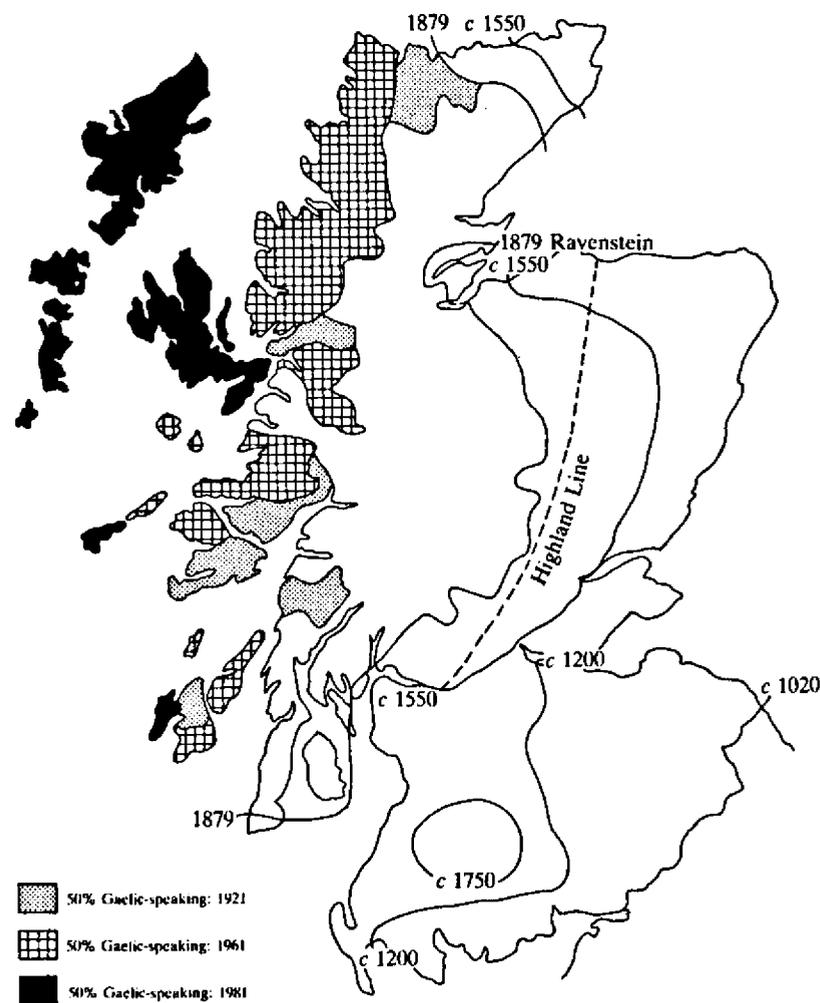 1879 c 1550
1879 Ravenstein
c 1550
Highland Line
c 1200
c 1020
c 1550
1879
c 1750
c 1200
50% Gaelic-speaking: 1921
50% Gaelic-speaking: 1961
50% Gaelic-speaking: 1981